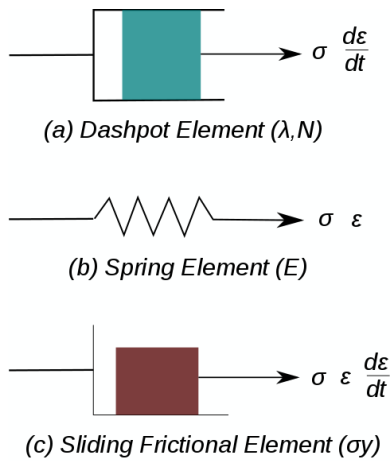 σ dε/dt
(a) Dashpot Element (λ,N)
σ ε
(b) Spring Element (E)
σ ε dε/dt
(c) Sliding Frictional Element (σy)